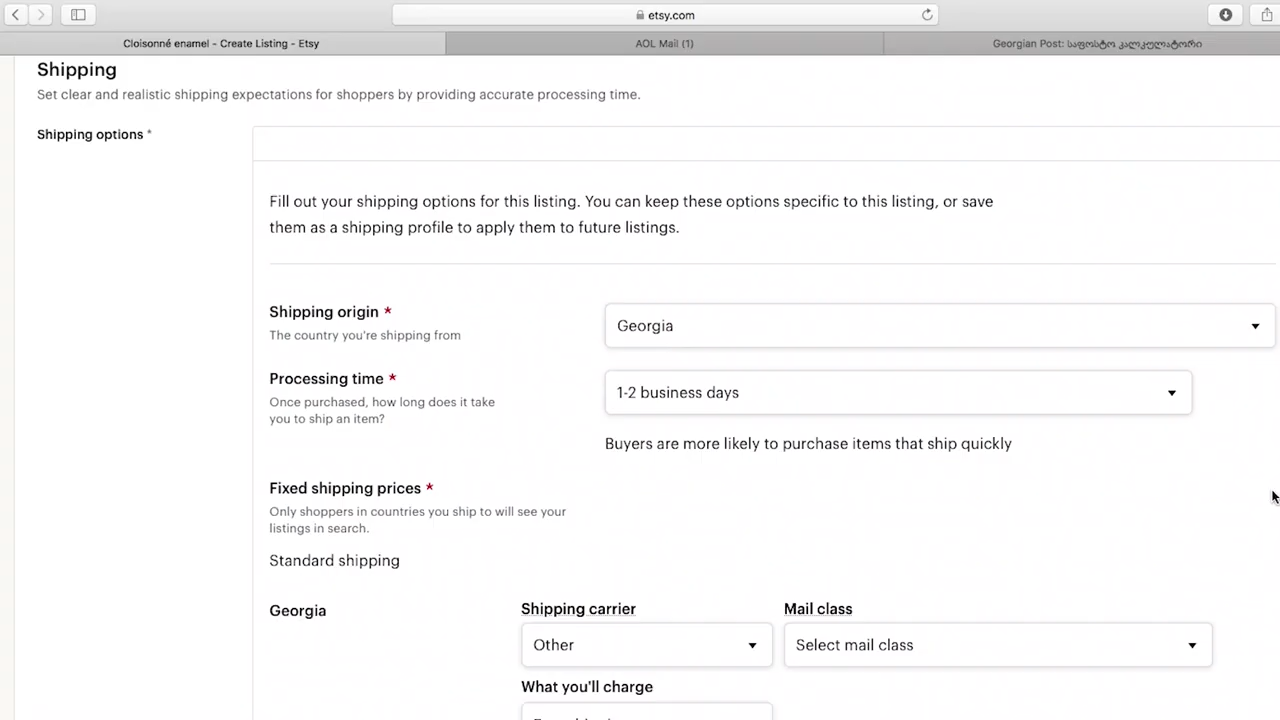 etsy.com
Cloisonné enamel - Create Listing - Etsy
AOL Mail (1)
Georgian Post: საფოსტო კალკულატორი
Shipping
Set clear and realistic shipping expectations for shoppers by providing accurate processing time.
Shipping options *
Fill out your shipping options for this listing. You can keep these options specific to this listing, or save
them as a shipping profile to apply them to future listings.
Shipping origin *
The country you're shipping from
Georgia
Processing time *
Once purchased, how long does it take
you to ship an item?
1-2 business days
Buyers are more likely to purchase items that ship quickly
Fixed shipping prices *
Only shoppers in countries you ship to will see your
listings in search.
Standard shipping
Georgia
Shipping carrier
Other
Mail class
Select mail class
What you'll charge